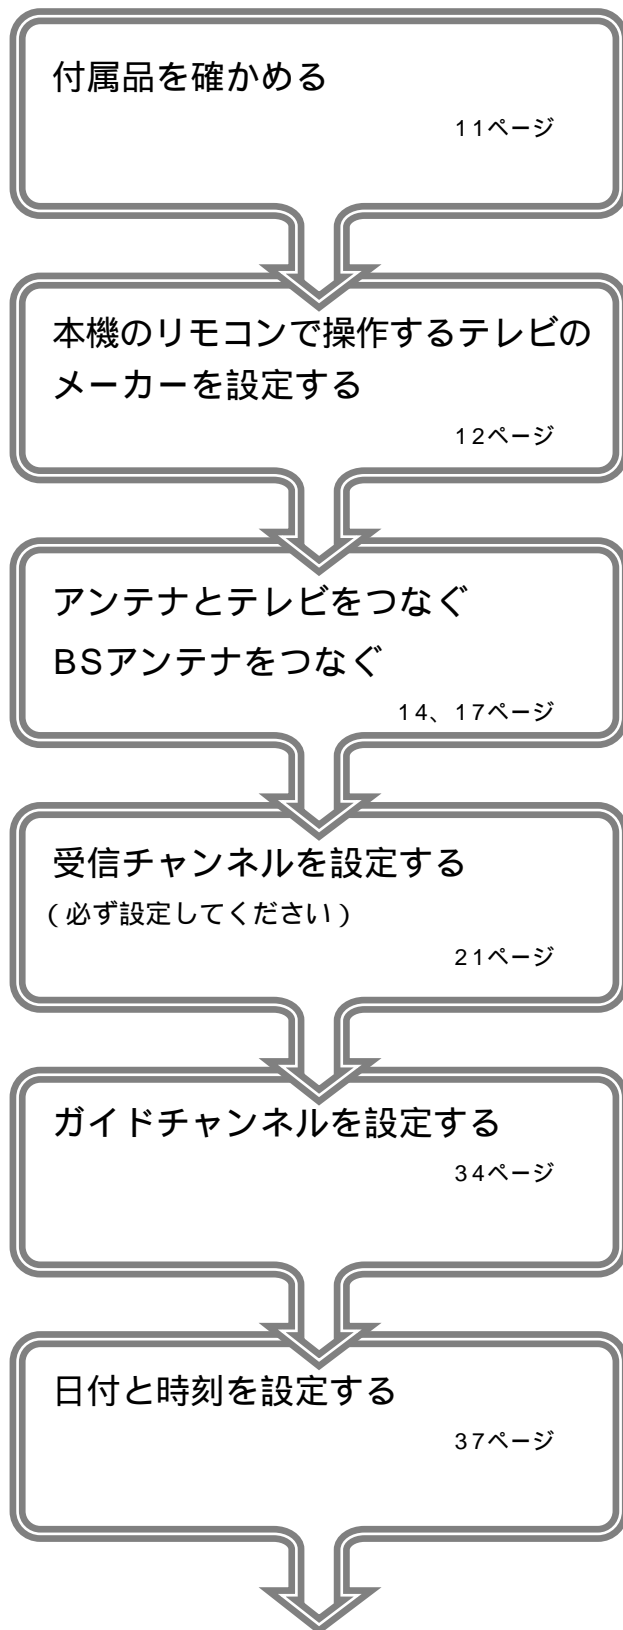 付属品を確かめる
11ページ
本機のリモコンで操作するテレビの
メーカーを設定する
12ページ
アンテナとテレビをつなぐ
BSアンテナをつなぐ
14、17ページ
受信チャンネルを設定する
（必ず設定してください）
21ページ
ガイドチャンネルを設定する
34ページ
日付と時刻を設定する
37ページ